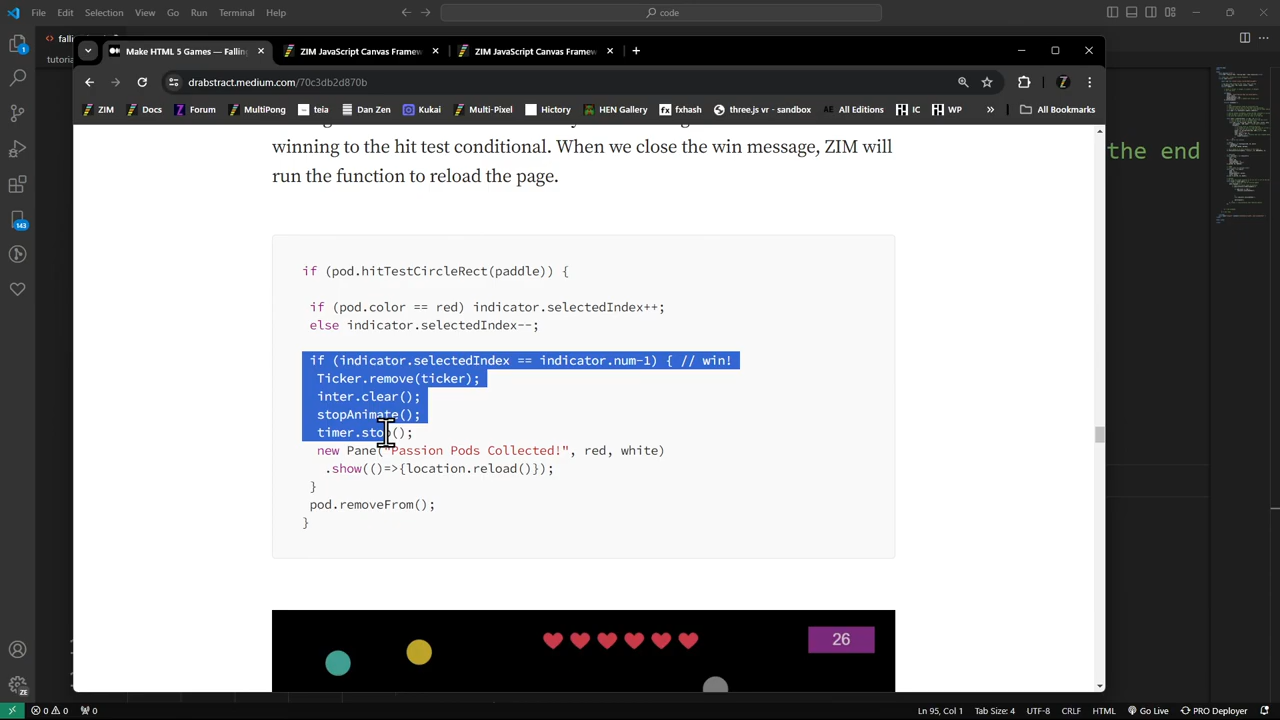 File Edit Selection View Go Run Terminal Help
code
Make HTML 5 Games — Falling
ZIM JavaScript Canvas Framew
ZIM JavaScript Canvas Framew
drabstract.medium.com/70c3db2d870b
ZIM Docs Forum MultiPong teia Dan Zen Multi-Pixel HEN Gallery fxhash three.js vr - sandbo All Editions IC WP All Bookmarks
winning to the hit test conditional. When we close the win message, ZIM will
run the function to reload the page.
if (pod.hitTestCircleRect(paddle)) {
if (pod.color == red) indicator.selectedIndex++;
else indicator.selectedIndex--;
if (indicator.selectedIndex == indicator.num-1) { // win!
Ticker.remove(ticker);
inter.clear();
stopAnimate();
timer.stop();
new Pane("Passion Pods Collected!", red, white)
.show(()=>{location.reload()});
}
pod.removeFrom();
}
26
the end
143
0 0 0
Ln 95, Col 1 Tab Size: 4 UTF-8 CRLF HTML Go Live PRO Deployer